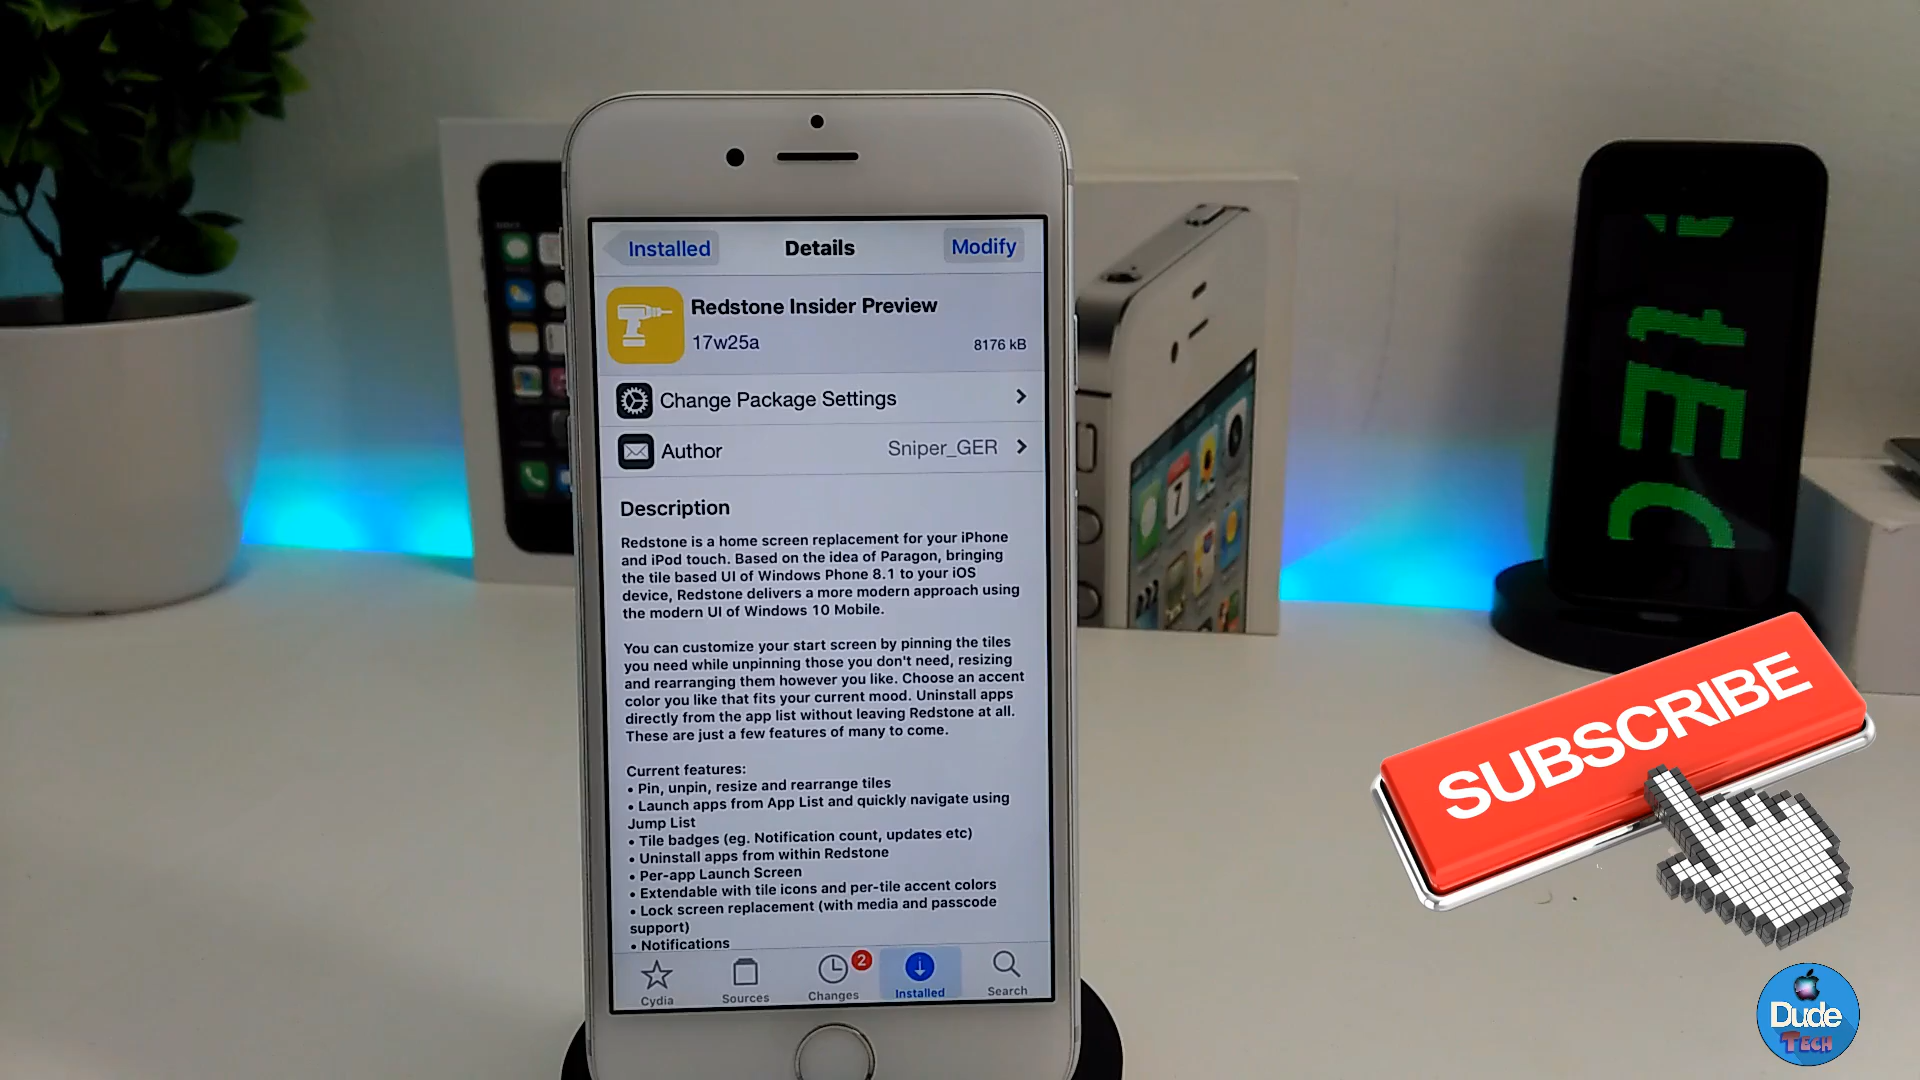 Installed
Details
Modify
Redstone Insider Preview
17w25a
8176 kB
Change Package Settings
Author
Sniper_GER
Description
Redstone is a home screen replacement for your iPhone
and iPod touch. Based on the idea of Paragon, bringing
the tile based UI of Windows Phone 8.1 to your iOS
device, Redstone delivers a more modern approach using
the modern UI of Windows 10 Mobile.
You can customize your start screen by pinning the tiles
you need while unpinning those you don't need, resizing
and rearranging them however you like. Choose an accent
color you like that fits your current mood. Uninstall apps
directly from the app list without leaving Redstone at all.
These are just a few features of many to come.
Current features:
• Pin, unpin, resize and rearrange tiles
• Launch apps from App List and quickly navigate using
Jump List
• Tile badges (eg. Notification count, updates etc)
• Uninstall apps from within Redstone
• Per-app Launch Screen
• Extendable with tile icons and per-tile accent colors
• Lock screen replacement (with media and passcode
support)
• Notifications
Cydia
Sources
Changes
2
Installed
Search
7
tEC
SUBSCRIBE
Dude
TECH